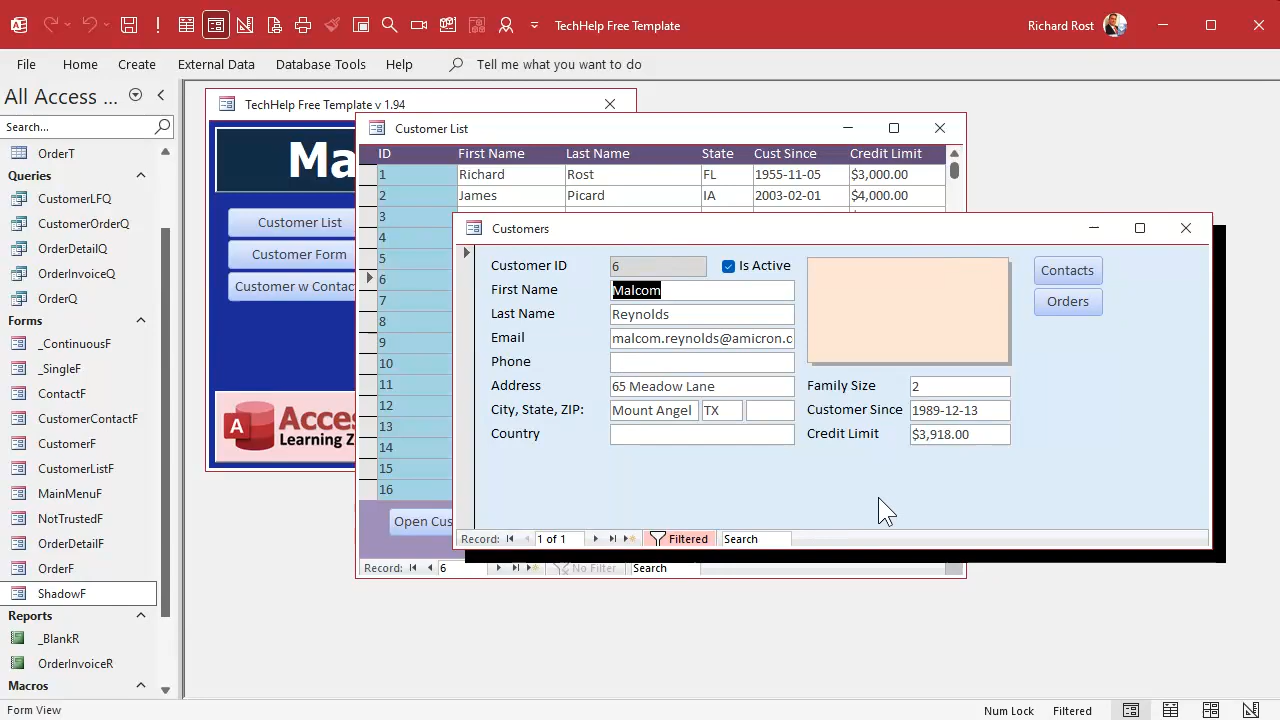 TechHelp Free Template
Richard Rost
File Home Create External Data Database Tools Help Tell me what you want to do
All Access ...
Search...
OrderT
Queries
CustomerLFQ
CustomerOrderQ
OrderDetailQ
OrderInvoiceQ
OrderQ
Forms
_ContinuousF
_SingleF
ContactF
CustomerContactF
CustomerF
CustomerListF
MainMenuF
NotTrustedF
OrderDetailF
OrderF
ShadowF
Reports
_BlankR
OrderInvoiceR
Macros
TechHelp Free Template v 1.94
Ma
Customer List
Customer Form
Customer w Contac
A Acces
Learning Z
Customer List
ID First Name Last Name State Cust Since Credit Limit
1 Richard Rost FL 1955-11-05 $3,000.00
2 James Picard IA 2003-02-01 $4,000.00
3
4
5
6
7
8
9
10
11
12
13
14
15
16
Open Cus
Record: 6 No Filter Search
Customers
Customer ID 6 Is Active
First Name Malcom
Last Name Reynolds
Email malcom.reynolds@amicron.c
Phone
Address 65 Meadow Lane
City, State, ZIP: Mount Angel TX
Country
Family Size 2
Customer Since 1989-12-13
Credit Limit $3,918.00
Contacts
Orders
Record: 1 of 1 Filtered Search
Form View
Num Lock Filtered